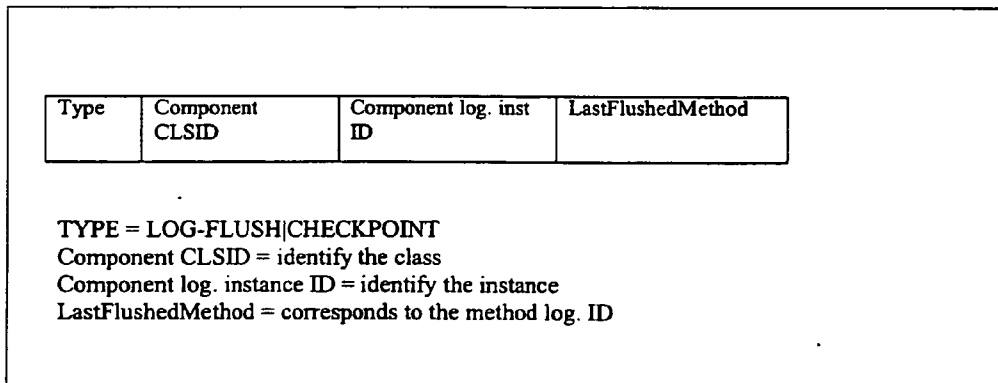 Type Component Component log. inst LastFlushedMethod
CLSID ID
TYPE = LOG-FLUSH|CHECKPOINT
Component CLSID = identify the class
Component log. instance ID = identify the instance
LastFlushedMethod = corresponds to the method log. ID